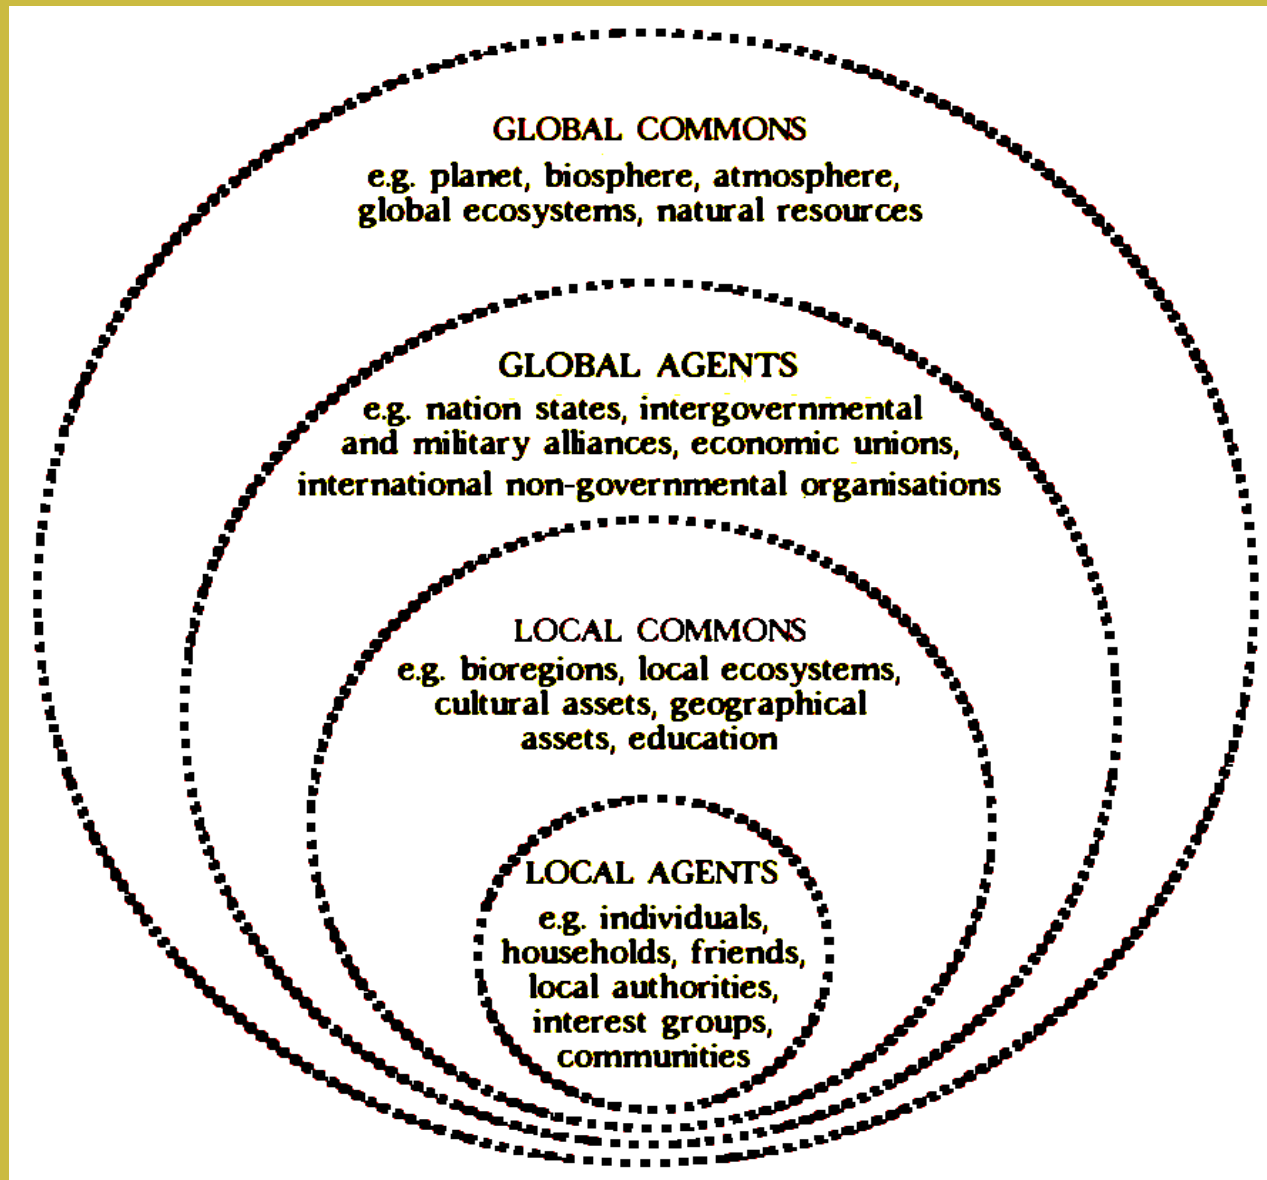 GLOBAL COMMONS
e.g. planet, biosphere, atmosphere,
global ecosystems, natural resources
GLOBAL AGENTS
e.g. nation states, intergovernmental
and military alliances, economic unions,
international non-governmental organisations
LOCAL COMMONS
e.g. bioregions, local ecosystems,
cultural assets, geographical
assets, education
LOCAL AGENTS
e.g. individuals,
households, friends,
local authorities,
interest groups,
communities